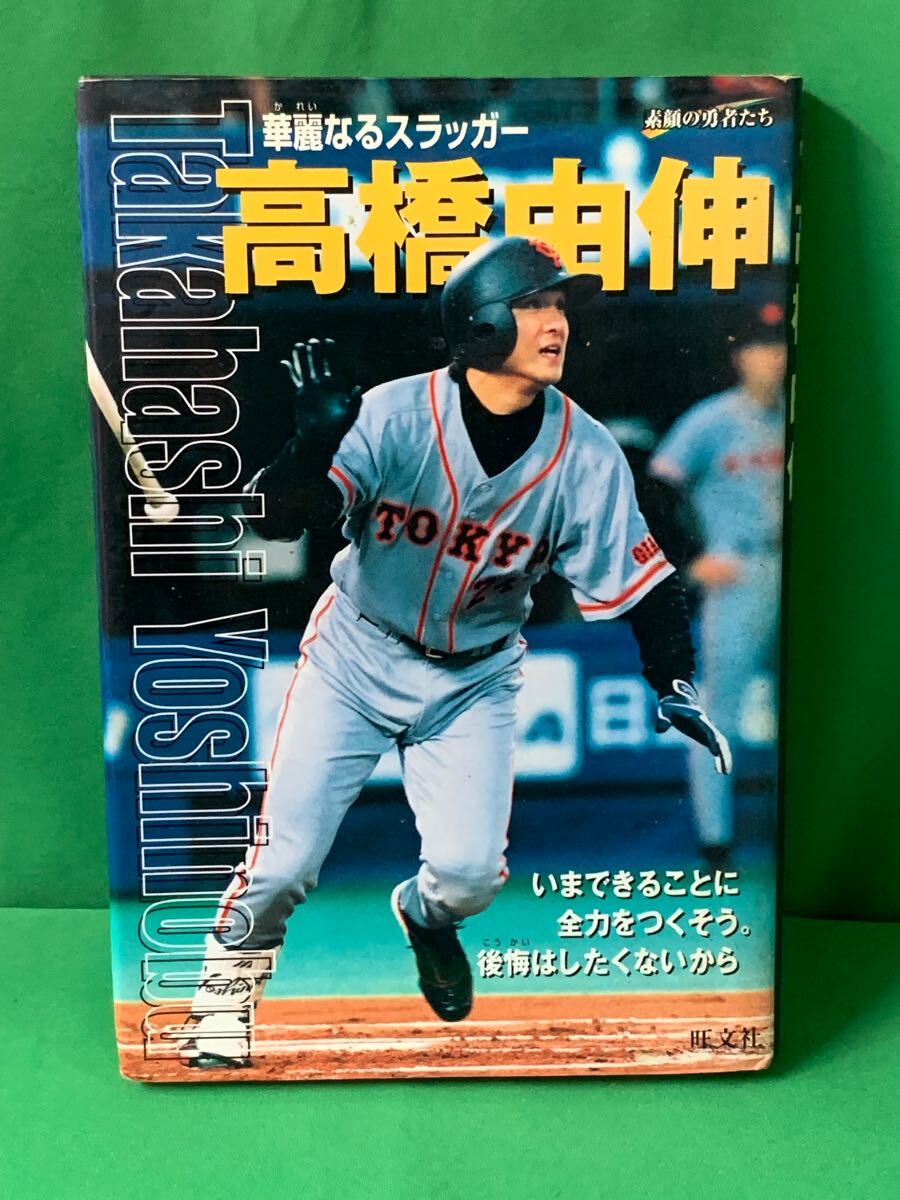 素顔の勇者たち
かれい
華麗なるスラッガー
高橋由伸
Takahashi Yoshinobu
TOKYO
24
GIA
日
いまできることに
全力をつくそう。
こうかい
後悔はしたくないから
旺文社